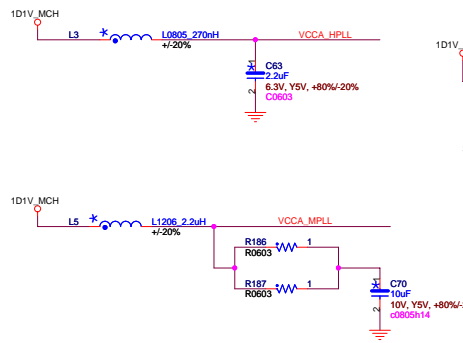 1D1V_MCH
L3 * L0805_270nH VCCA_HPLL
+/-20%
1D1V_
1 * C63
2.2uF
6.3V, Y5V, +80%/-20%
2 C0603
1D1V_MCH
L5 * L1206_2.2uH VCCA_MPLL
+/-20%
R186 1
R0603
R187 1
R0603
1 * C70
10uF
10V, Y5V, +80%/-
2 c0805h14